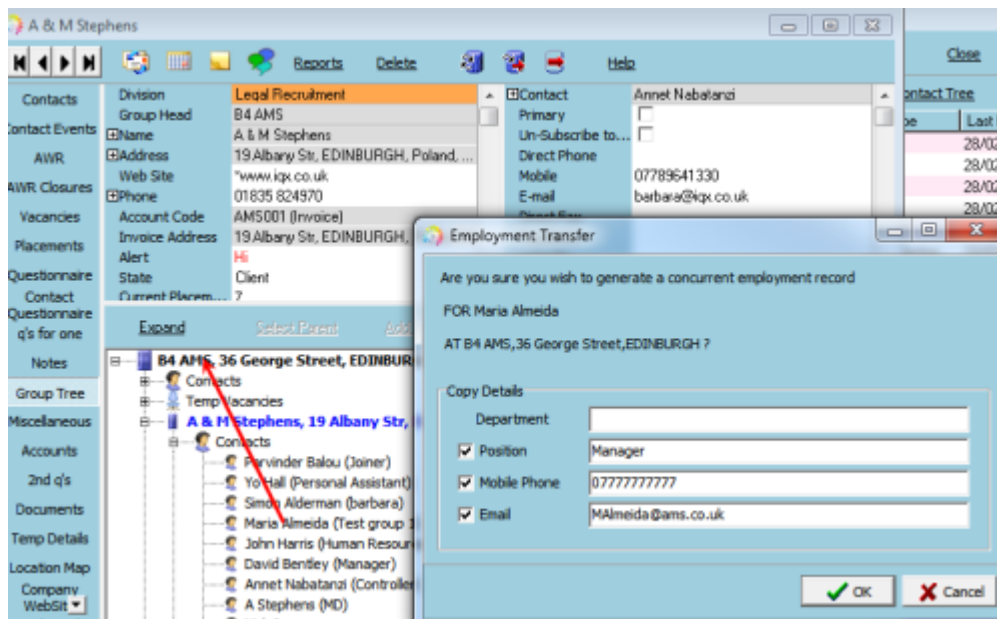 A & M Stephens
Reports Delete Help
Close
Contacts
Contact Events
AWR
AWR Closures
Vacancies
Placements
Questionnaire
Contact
Questionnaire
q's for one
Notes
Group Tree
Miscellaneous
Accounts
2nd q's
Documents
Temp Details
Location Map
Company
WebSit
Division Legal Recruitment
Group Head B4 AMS
Name A & M Stephens
Address 19 Albany Str, EDINBURGH, Poland, ...
Web Site "www.iqx.co.uk
Phone 01835 824970
Account Code AMS001 (Invoice)
Invoice Address 19 Albany Str, EDINBURGH,
Alert Hi
State Client
Current Placem... 7
Contact Annet Nabatanzi
Primary
Un-Subscribe to...
Direct Phone
Mobile 07789641330
E-mail barbara@iqx.co.uk
Direct Fax
ontact Tree
Last
28/02
28/02
28/02
28/02
Expand Select Parent Add
B4 AMS, 36 George Street, EDINBUR
Contacts
Temp Vacancies
A & M Stephens, 19 Albany Str,
Contacts
Parvinder Balou (Joiner)
Yo Hall (Personal Assistant)
Simon Alderman (barbara)
Maria Almeida (Test group
John Harris (Human Resour
David Bentley (Manager)
Annet Nabatanzi (Controller
A Stephens (MD)
Employment Transfer
Are you sure you wish to generate a concurrent employment record
FOR Maria Almeida
AT B4 AMS,36 George Street,EDINBURGH ?
Copy Details
Department
Position Manager
Mobile Phone 07777777777
Email MAlmeida@ams.co.uk
OK Cancel